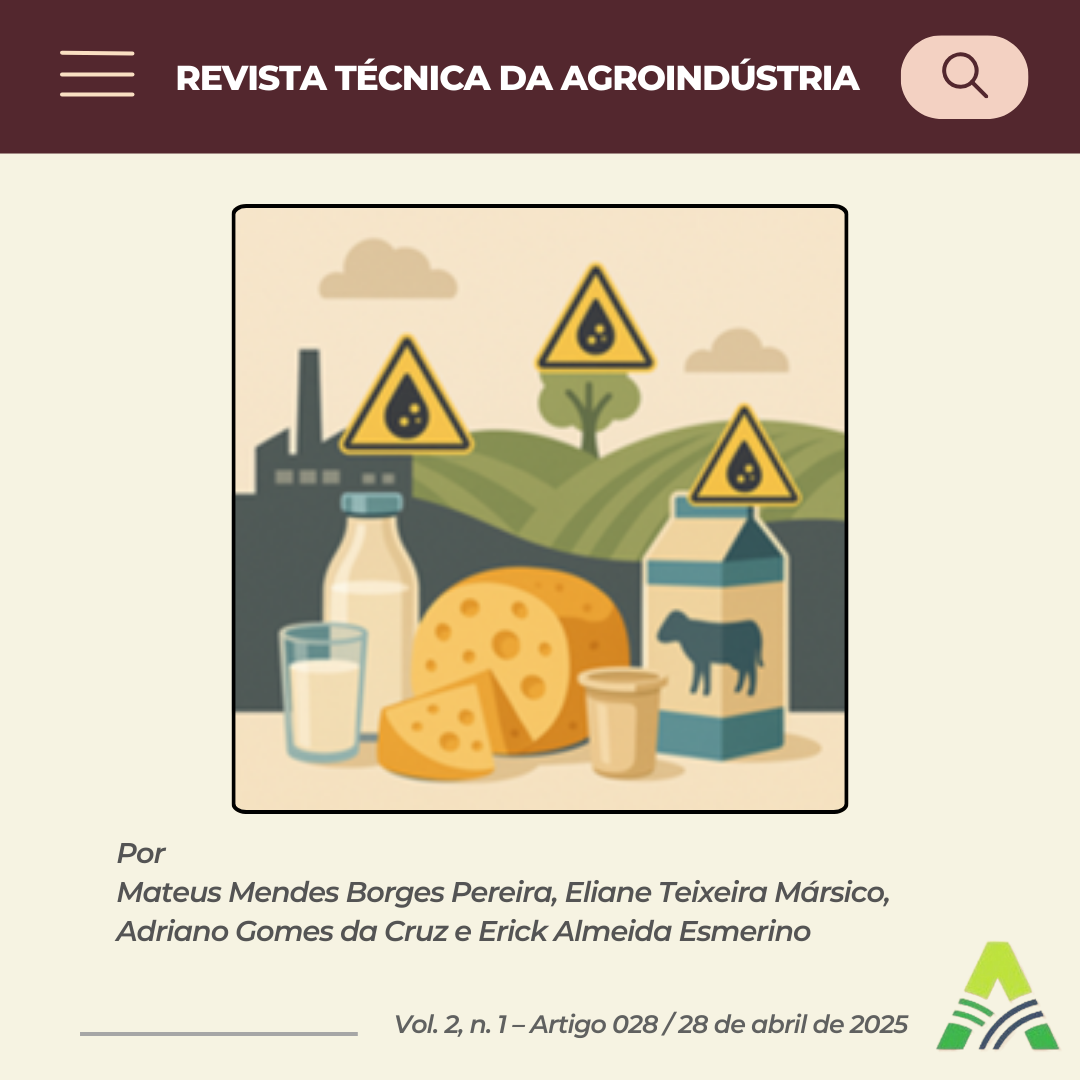 REVISTA TÉCNICA DA AGROINDÚSTRIA
Por
Mateus Mendes Borges Pereira, Eliane Teixeira Mársico,
Adriano Gomes da Cruz e Erick Almeida Esmerino
Vol. 2, n. 1 – Artigo 028 / 28 de abril de 2025